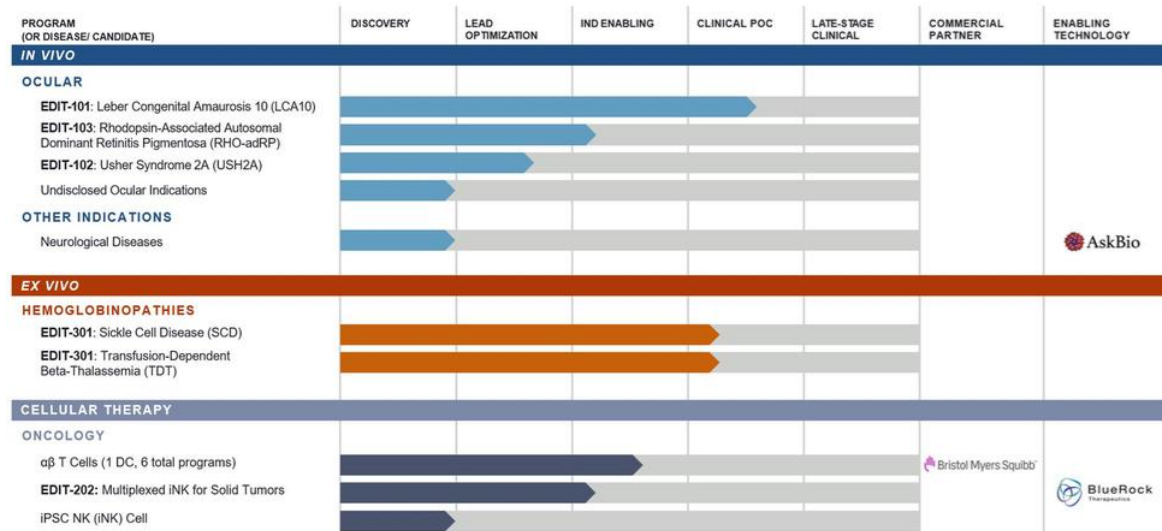 PROGRAM
(OR DISEASE/ CANDIDATE)
DISCOVERY
LEAD
OPTIMIZATION
IND ENABLING
CLINICAL POC
LATE-STAGE
CLINICAL
COMMERCIAL
PARTNER
ENABLING
TECHNOLOGY
IN VIVO
OCULAR
EDIT-101: Leber Congenital Amaurosis 10 (LCA10)
EDIT-103: Rhodopsin-Associated Autosomal
Dominant Retinitis Pigmentosa (RHO-adRP)
EDIT-102: Usher Syndrome 2A (USH2A)
Undisclosed Ocular Indications
OTHER INDICATIONS
Neurological Diseases
AskBio
EX VIVO
HEMOGLOBINOPATHIES
EDIT-301: Sickle Cell Disease (SCD)
EDIT-301: Transfusion-Dependent
Beta-Thalassemia (TDT)
CELLULAR THERAPY
ONCOLOGY
αβ T Cells (1 DC, 6 total programs)
Bristol Myers Squibb
EDIT-202: Multiplexed iNK for Solid Tumors
BlueRock
Therapeutics
iPSC NK (iNK) Cell